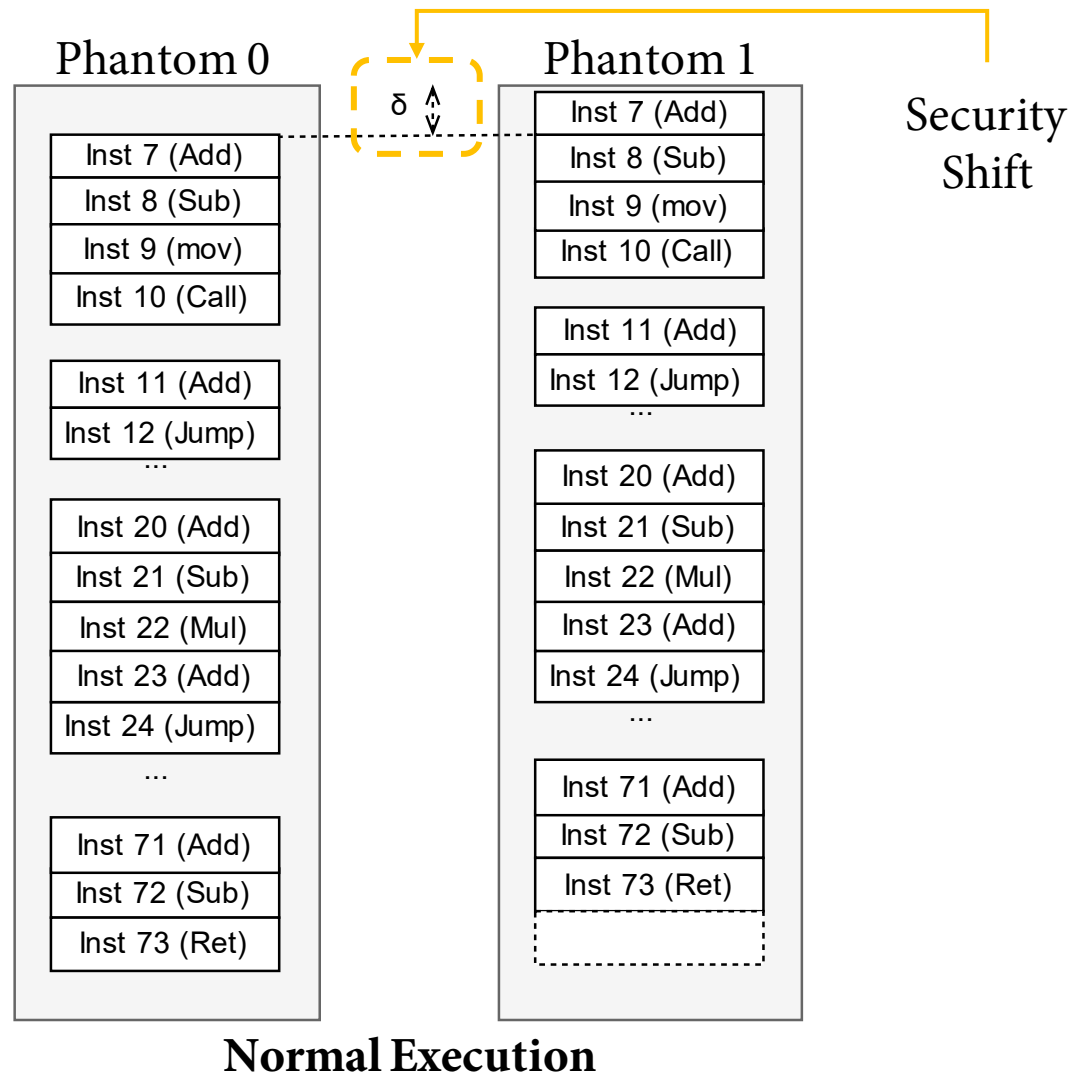 Phantom 0
Inst 7 (Add)
Inst 8 (Sub)
Inst 9 (mov)
Inst 10 (Call)
Inst 11 (Add)
Inst 12 (Jump)
...
Inst 20 (Add)
Inst 21 (Sub)
Inst 22 (Mul)
Inst 23 (Add)
Inst 24 (Jump)
...
Inst 71 (Add)
Inst 72 (Sub)
Inst 73 (Ret)
δ
Phantom 1
Inst 7 (Add)
Inst 8 (Sub)
Inst 9 (mov)
Inst 10 (Call)
Inst 11 (Add)
Inst 12 (Jump)
...
Inst 20 (Add)
Inst 21 (Sub)
Inst 22 (Mul)
Inst 23 (Add)
Inst 24 (Jump)
...
Inst 71 (Add)
Inst 72 (Sub)
Inst 73 (Ret)
Security
Shift
Normal Execution